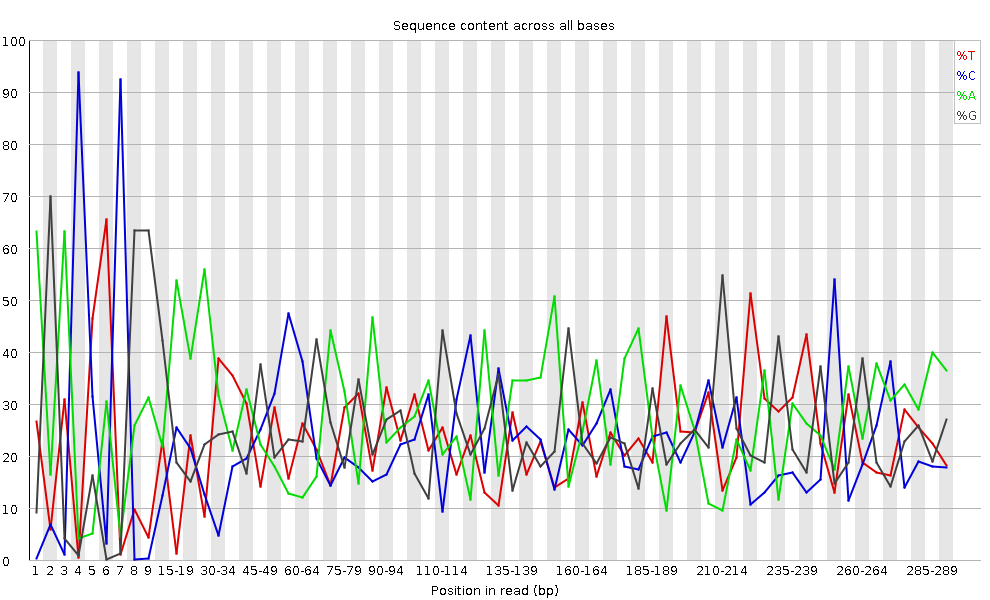 Sequence content across all bases
100
90
80
70
60
50
40
30
20
10
0
%T
%C
%A
%G
1 2 3 4 5 6 7 8 9 15-19 30-34 45-49 60-64 75-79 90-94 110-114 135-139 160-164 185-189 210-214 235-239 260-264 285-289
Position in read (bp)